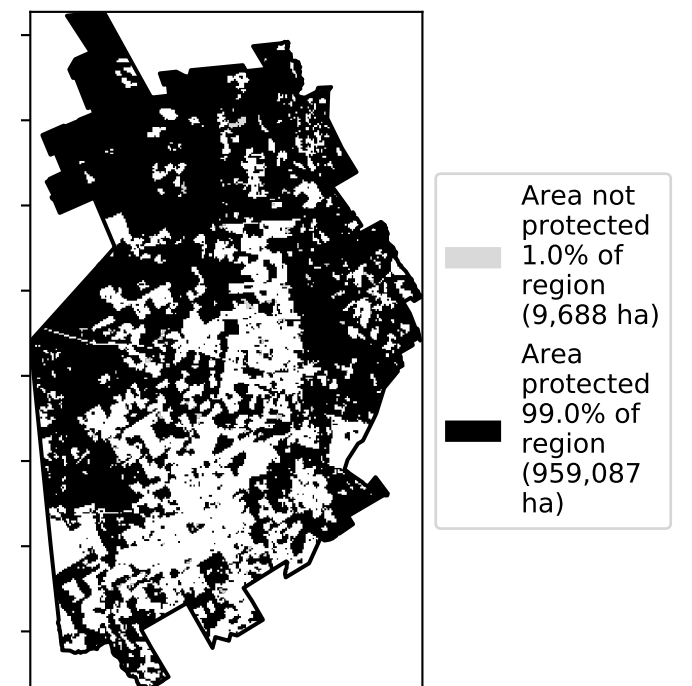 Area not
protected
1.0% of
region
(9,688 ha)
Area
protected
99.0% of
region
(959,087
ha)